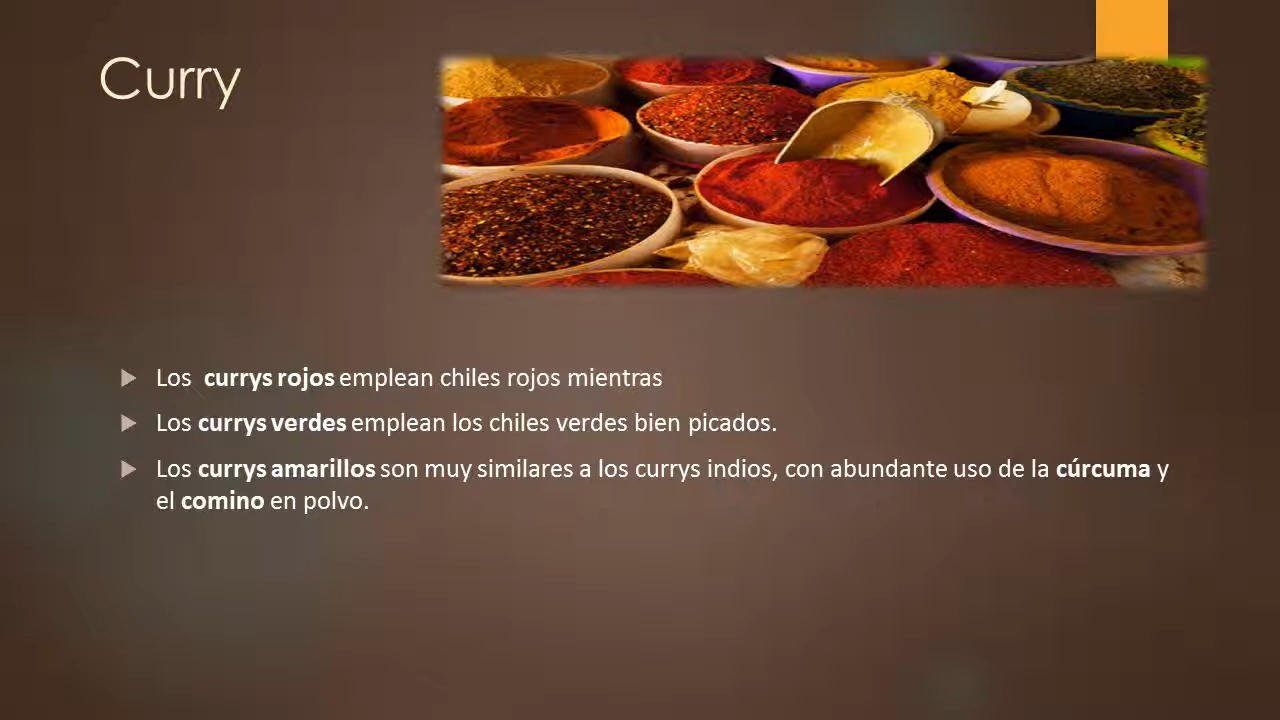 Curry
Los currys rojos emplean chiles rojos mientras
Los currys verdes emplean los chiles verdes bien picados.
Los currys amarillos son muy similares a los currys indios, con abundante uso de la cúrcuma y
el comino en polvo.